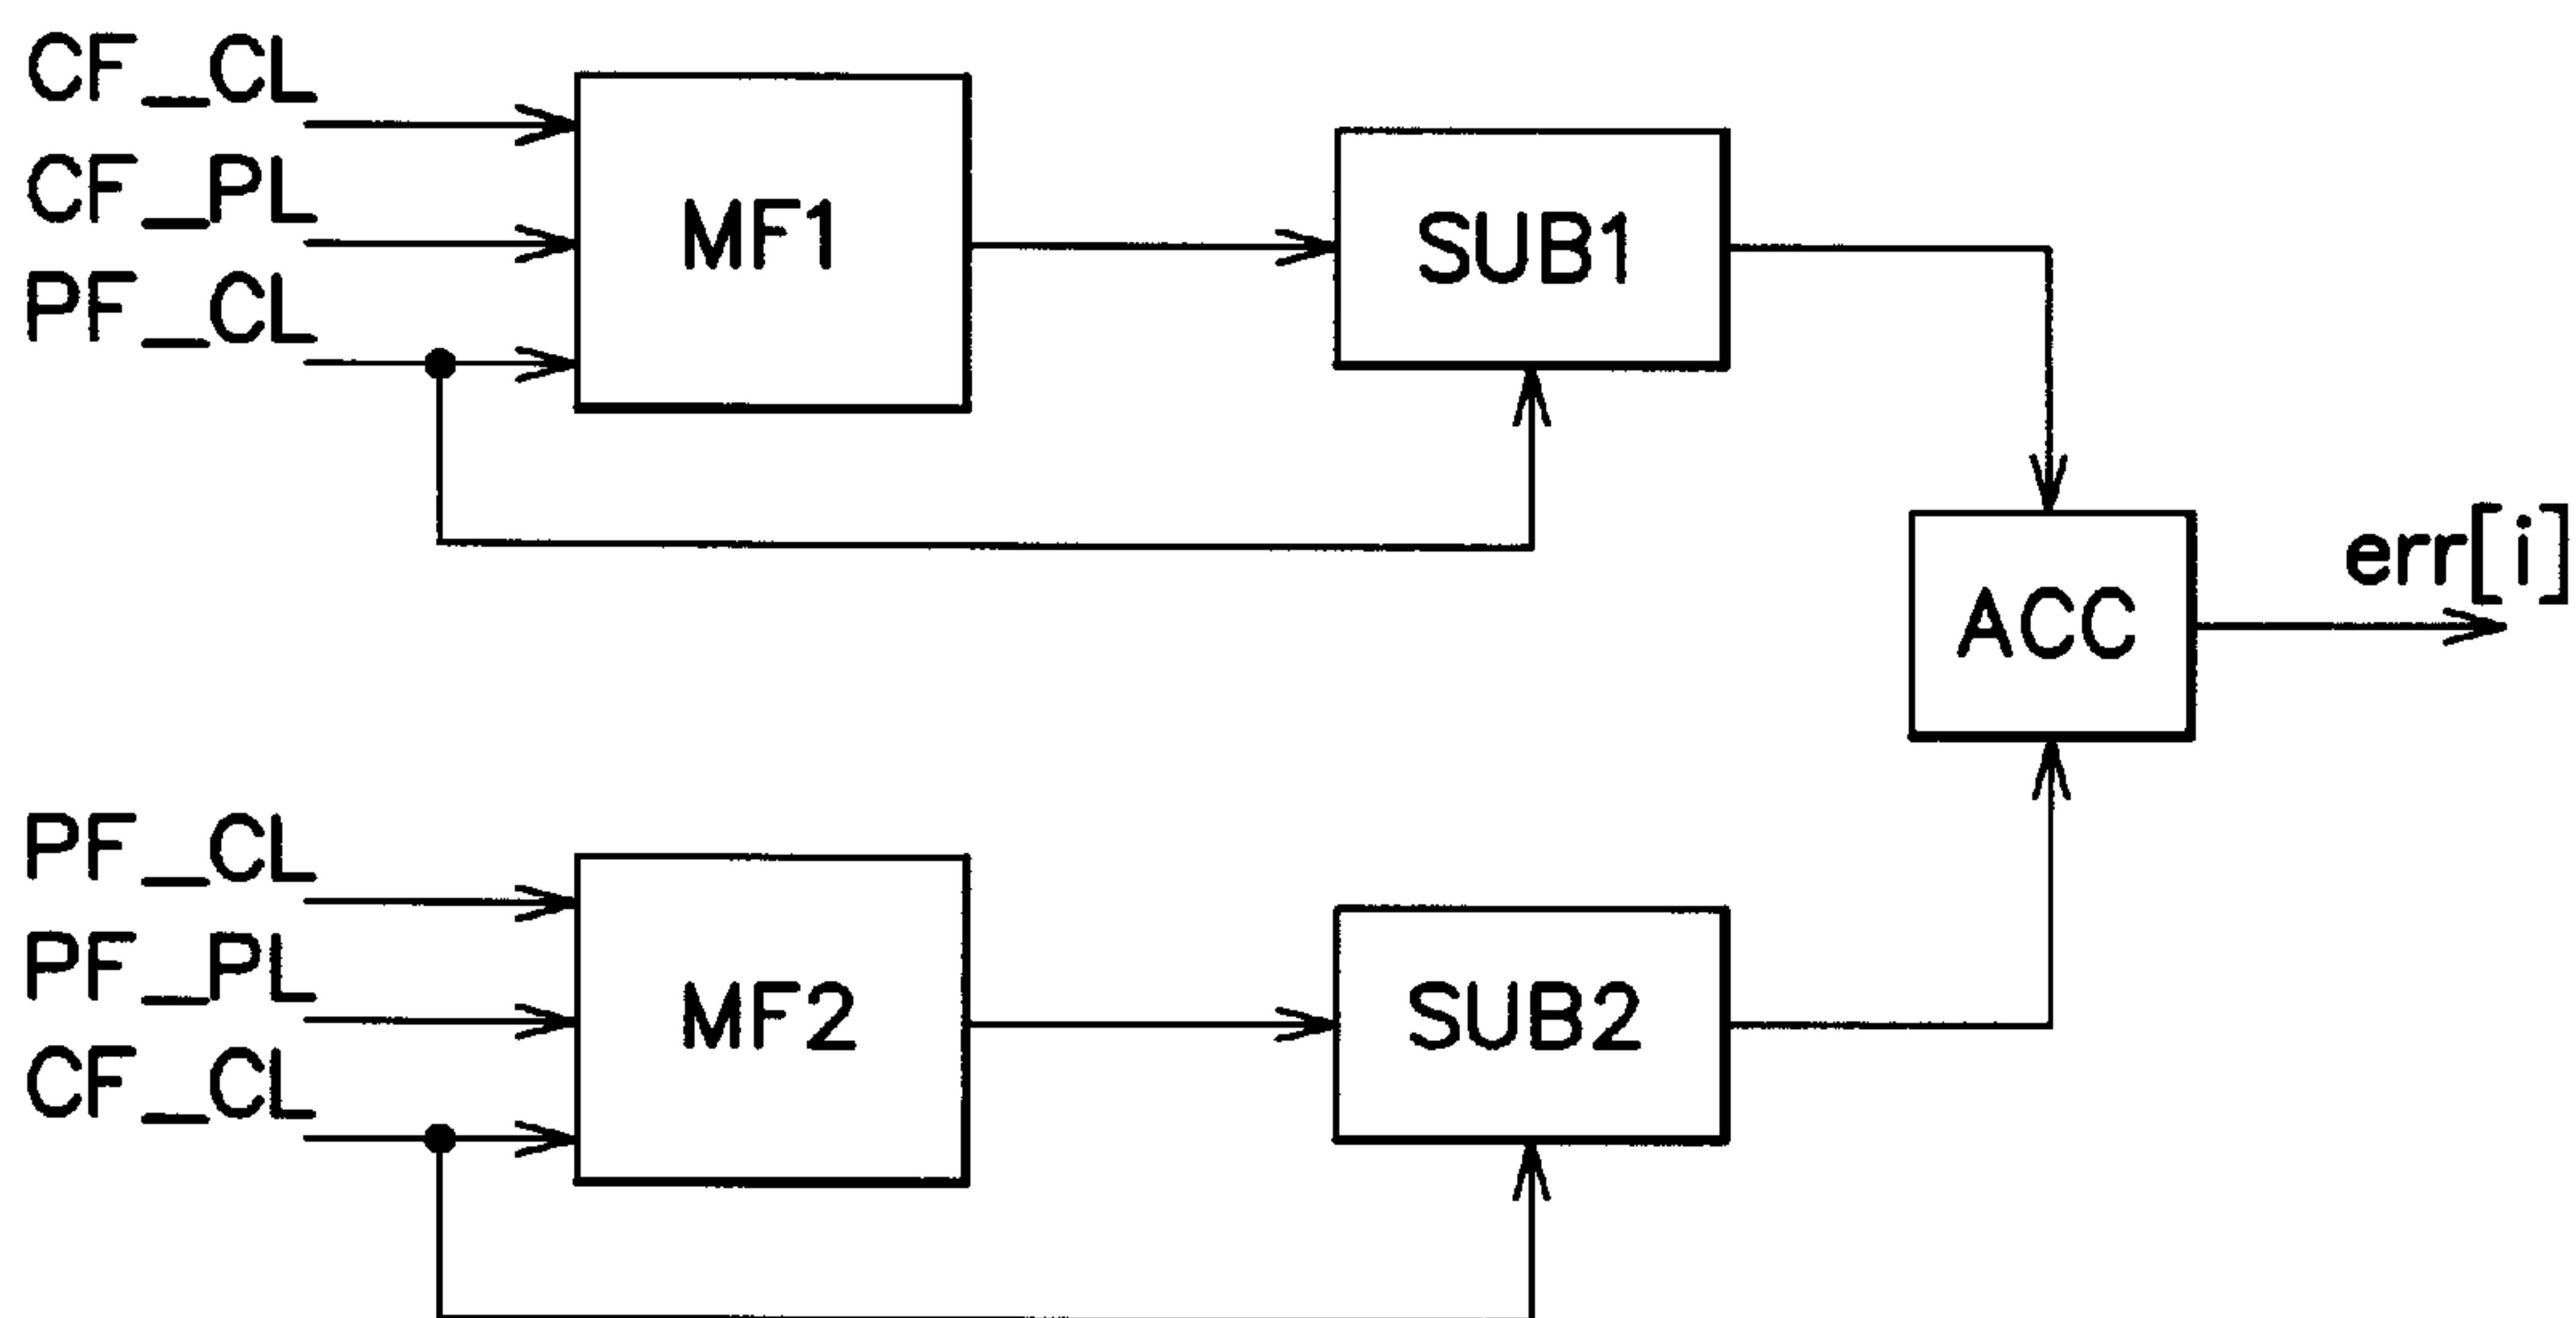 CF_CL
CF_PL
PF_CL
MF1
SUB1
ACC
err[i]
PF_CL
PF_PL
CF_CL
MF2
SUB2